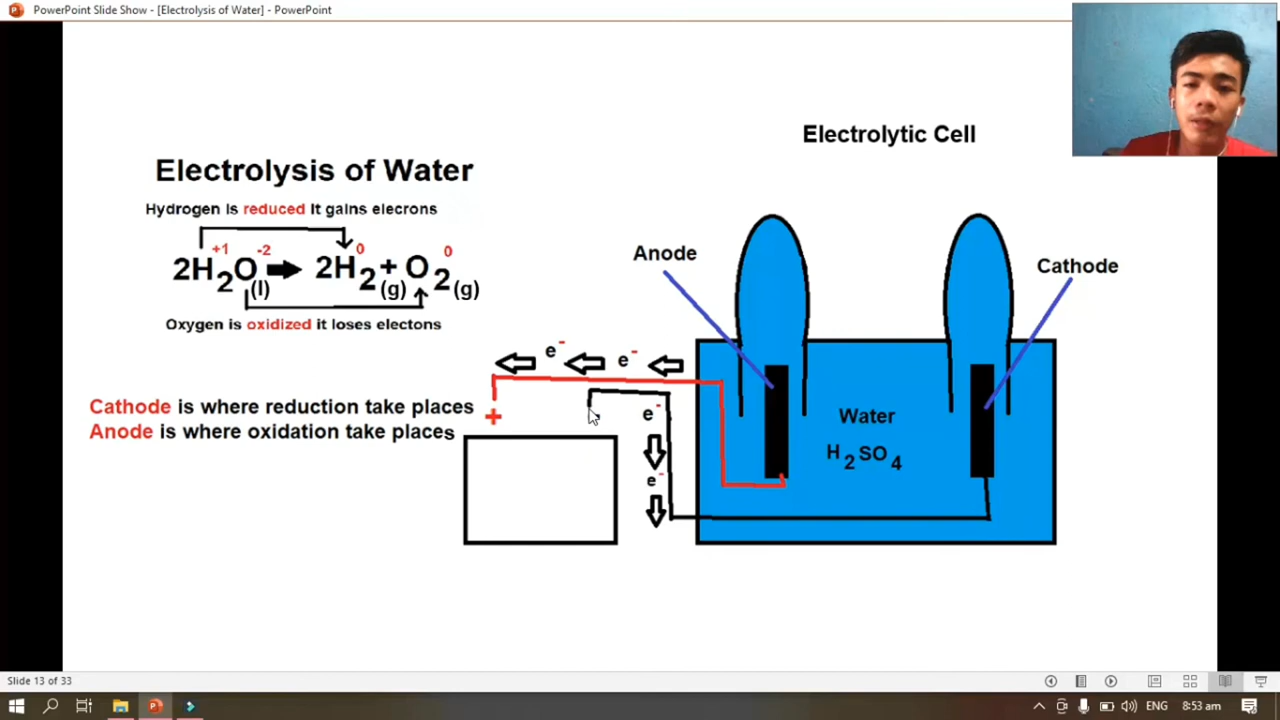 PowerPoint Slide Show - [Electrolysis of Water] - PowerPoint
Electrolytic Cell
Electrolysis of Water
Hydrogen is reduced it gains elecrons
+1 -2 0 0
2H2O(l) ➡ 2H2(g) + O2(g)
Oxygen is oxidized it loses electons
Anode
Cathode
e- e-
Cathode is where reduction take places
Anode is where oxidation take places
+
e-
e-
Water
H2SO4
Slide 13 of 33
ENG 8:53 am